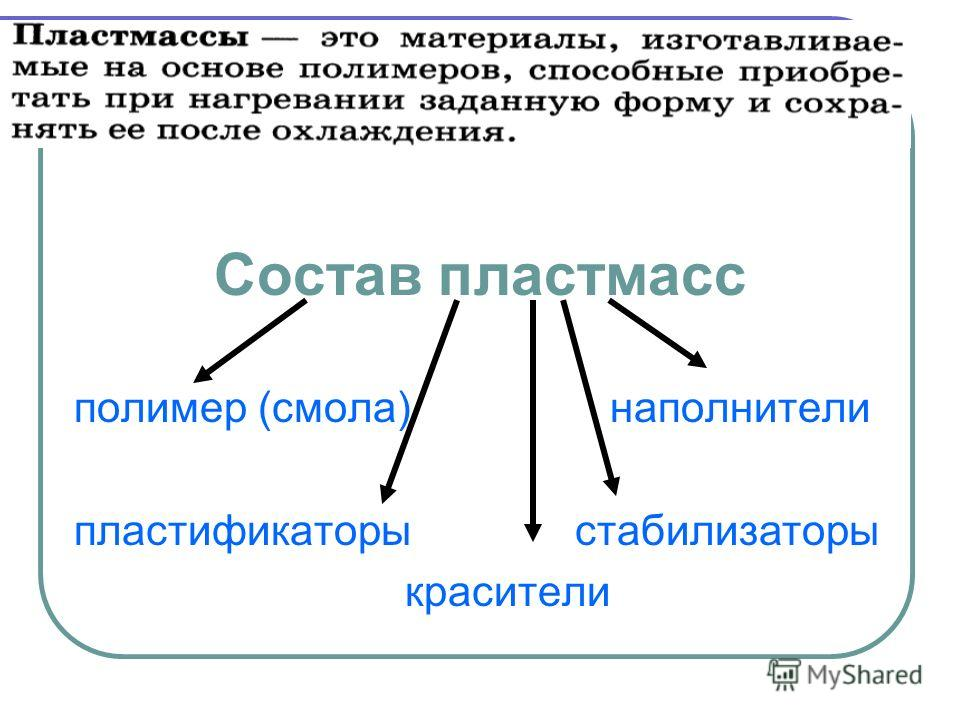 Пластмассы — это материалы, изготавливае-
мые на основе полимеров, способные приобре-
тать при нагревании заданную форму и сохра-
нять ее после охлаждения.
Состав пластмасс
полимер (смола) наполнители
пластификаторы стабилизаторы
красители
MyShared